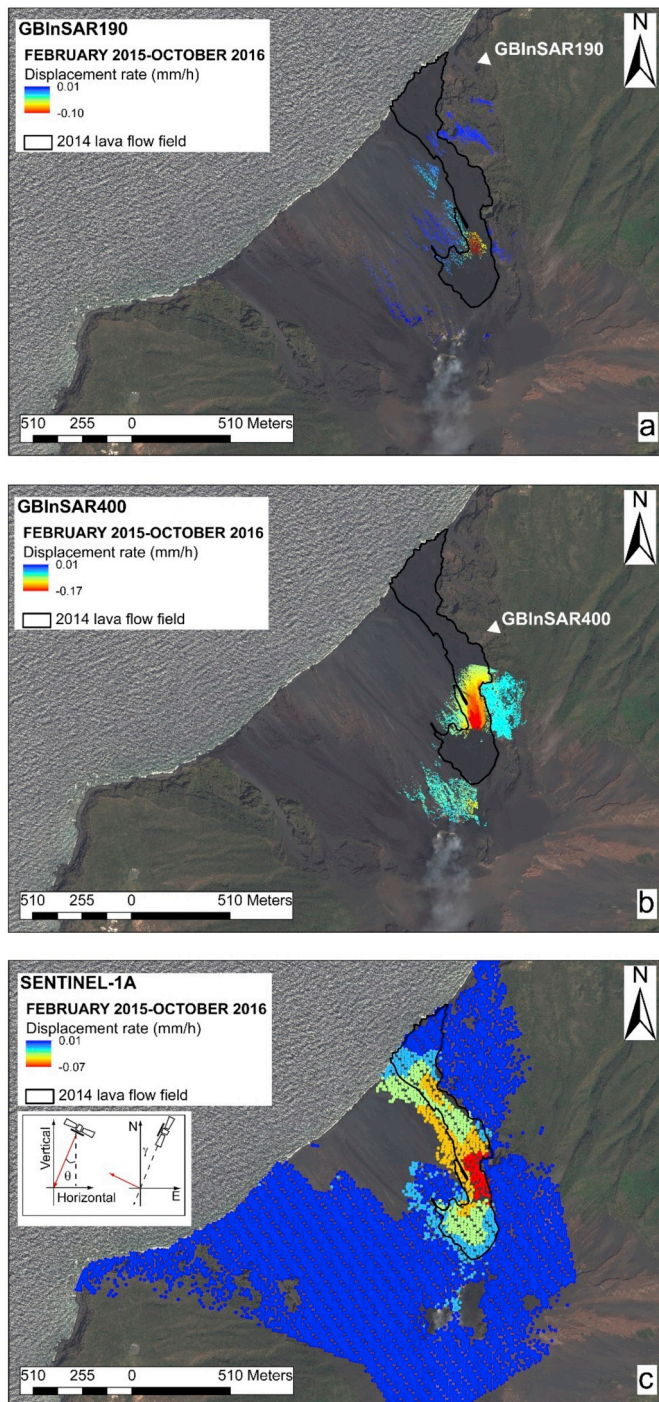 GBInSAR190
FEBRUARY 2015-OCTOBER 2016
Displacement rate (mm/h)
0.01
-0.10
2014 lava flow field
GBInSAR190
N
510 255 0 510 Meters
a
GBInSAR400
FEBRUARY 2015-OCTOBER 2016
Displacement rate (mm/h)
0.01
-0.17
2014 lava flow field
GBInSAR400
N
510 255 0 510 Meters
b
SENTINEL-1A
FEBRUARY 2015-OCTOBER 2016
Displacement rate (mm/h)
0.01
-0.07
2014 lava flow field
N
Vertical
θ
Horizontal
N
γ
E
510 255 0 510 Meters
c